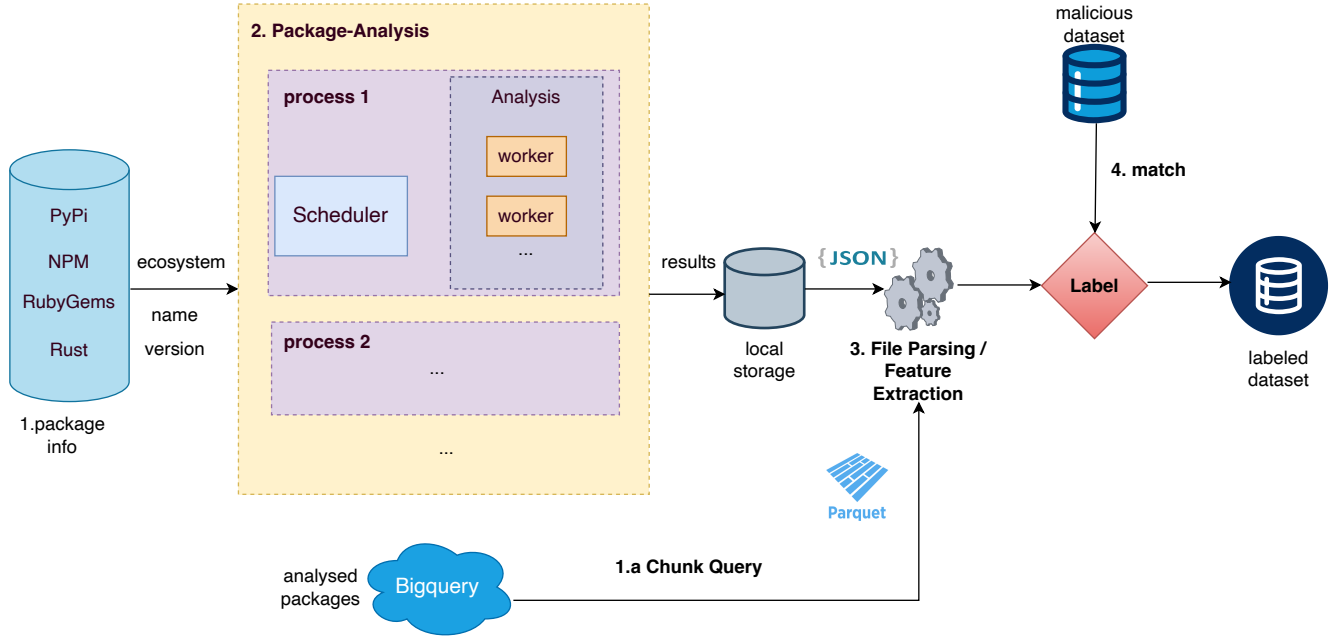 PyPi
NPM
RubyGems
Rust
1.package
info
ecosystem
name
version
2. Package-Analysis
process 1
Scheduler
Analysis
worker
worker
...
process 2
...
...
results
local
storage
{JSON}
3. File Parsing /
Feature
Extraction
analysed
packages
Bigquery
1.a Chunk Query
Parquet
malicious
dataset
4. match
Label
labeled
dataset